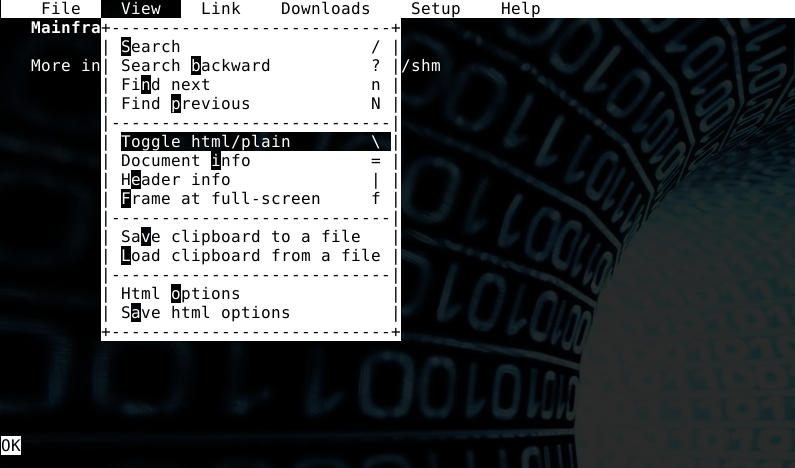 File View Link Downloads Setup Help
Mainfra
Search /
More in
Search backward ?
/shm
Find next n
Find previous N
Toggle html/plain \
Document info =
Header info |
Frame at full-screen f
Save clipboard to a file
Load clipboard from a file
Html options
Save html options
OK